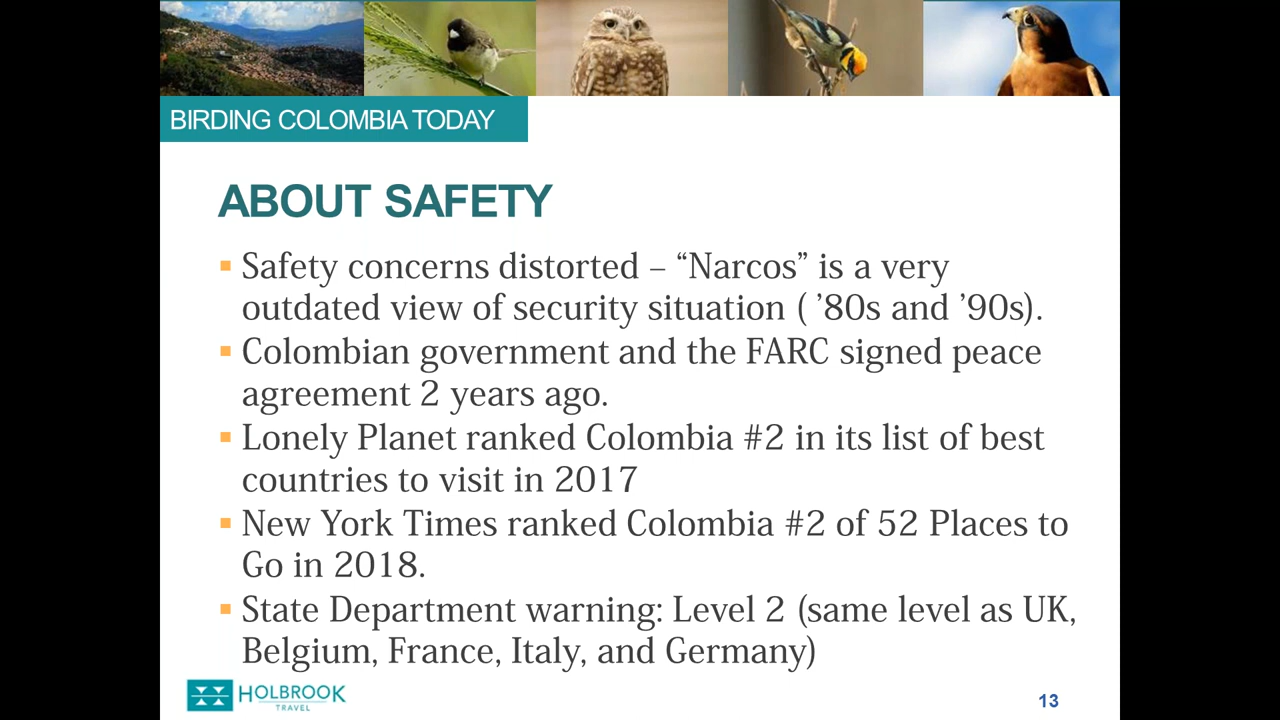 BIRDING COLOMBIA TODAY
ABOUT SAFETY
▪ Safety concerns distorted – “Narcos” is a very
outdated view of security situation ( ’80s and ’90s).
▪ Colombian government and the FARC signed peace
agreement 2 years ago.
▪ Lonely Planet ranked Colombia #2 in its list of best
countries to visit in 2017
▪ New York Times ranked Colombia #2 of 52 Places to
Go in 2018.
▪ State Department warning: Level 2 (same level as UK,
Belgium, France, Italy, and Germany)
HOLBROOK
TRAVEL
13